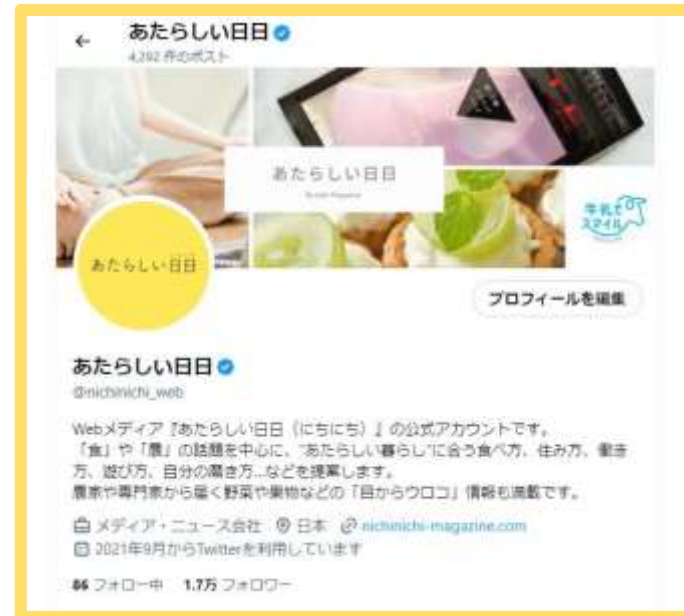 あたらしい日日
4,292 件のポスト
あたらしい日日
牛乳で
スマイル
あたらしい日日
プロフィールを編集
あたらしい日日
@nichinichi_web
Webメディア『あたらしい日日（にちにち）』の公式アカウントです。
「食」や「農」の話題を中心に、“あたらしい暮らし”に合う食べ方、住み方、働き
方、遊び方、自分の磨き方...などを提案します。
農家や専門家から届く野菜や果物などの「目からウロコ」情報も満載です。
メディア・ニュース会社 日本 nichinichi-magazine.com
2021年9月からTwitterを利用しています
86 フォロー中 1.7万 フォロワー